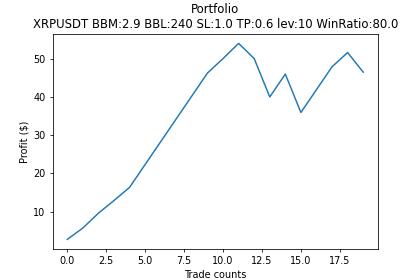 Portfolio
XRPUSDT BBM:2.9 BBL:240 SL:1.0 TP:0.6 lev:10 WinRatio:80.0
50
40
30
20
10
Profit ($)
0.0 2.5 5.0 7.5 10.0 12.5 15.0 17.5
Trade counts